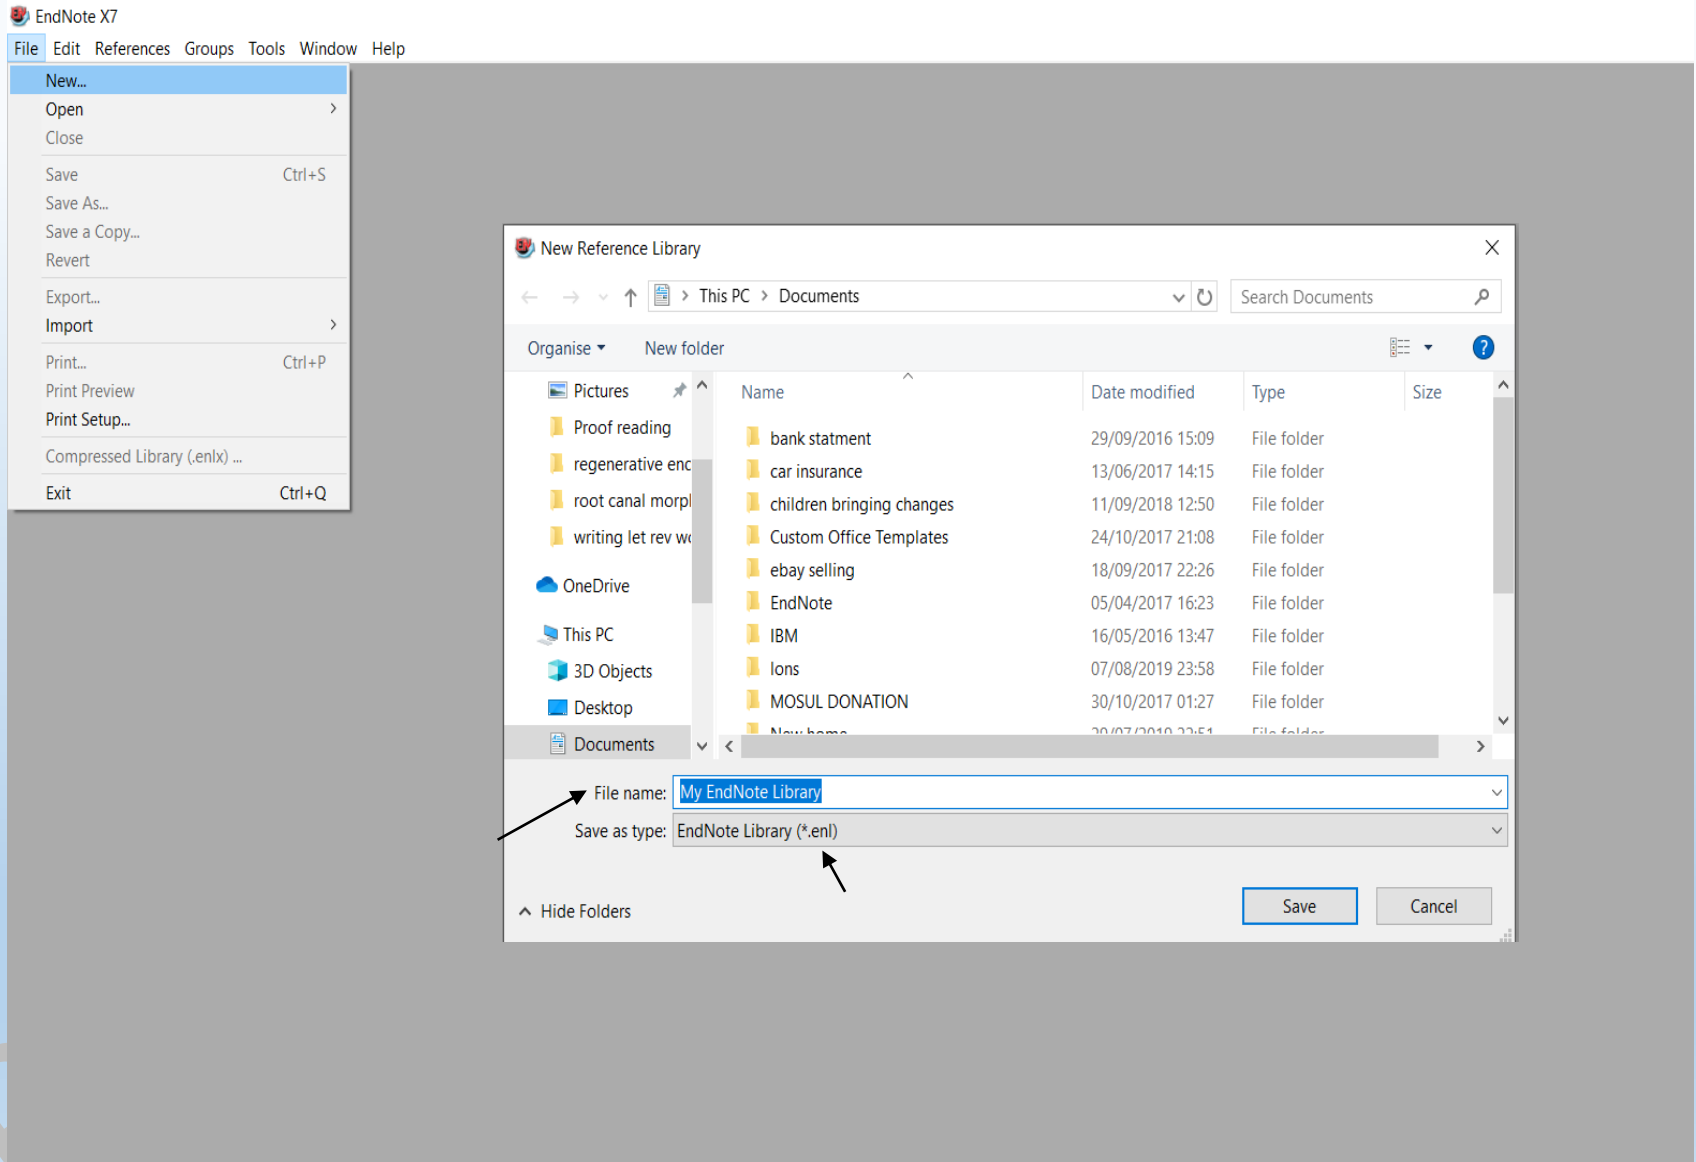 EndNote X7
File Edit References Groups Tools Window Help
New...
Open
Close
Save Ctrl+S
Save As...
Save a Copy...
Revert
Export...
Import
Print... Ctrl+P
Print Preview
Print Setup...
Compressed Library (.enlx) ...
Exit Ctrl+Q
New Reference Library
This PC > Documents
Search Documents
Organise New folder
Name Date modified Type Size
Pictures
Proof reading
regenerative enc
root canal morpl
writing let rev wo
OneDrive
This PC
3D Objects
Desktop
Documents
bank statment 29/09/2016 15:09 File folder
car insurance 13/06/2017 14:15 File folder
children bringing changes 11/09/2018 12:50 File folder
Custom Office Templates 24/10/2017 21:08 File folder
ebay selling 18/09/2017 22:26 File folder
EndNote 05/04/2017 16:23 File folder
IBM 16/05/2016 13:47 File folder
Ions 07/08/2019 23:58 File folder
MOSUL DONATION 30/10/2017 01:27 File folder
New home File folder
File name: My EndNote Library
Save as type: EndNote Library (*.enl)
Hide Folders
Save Cancel